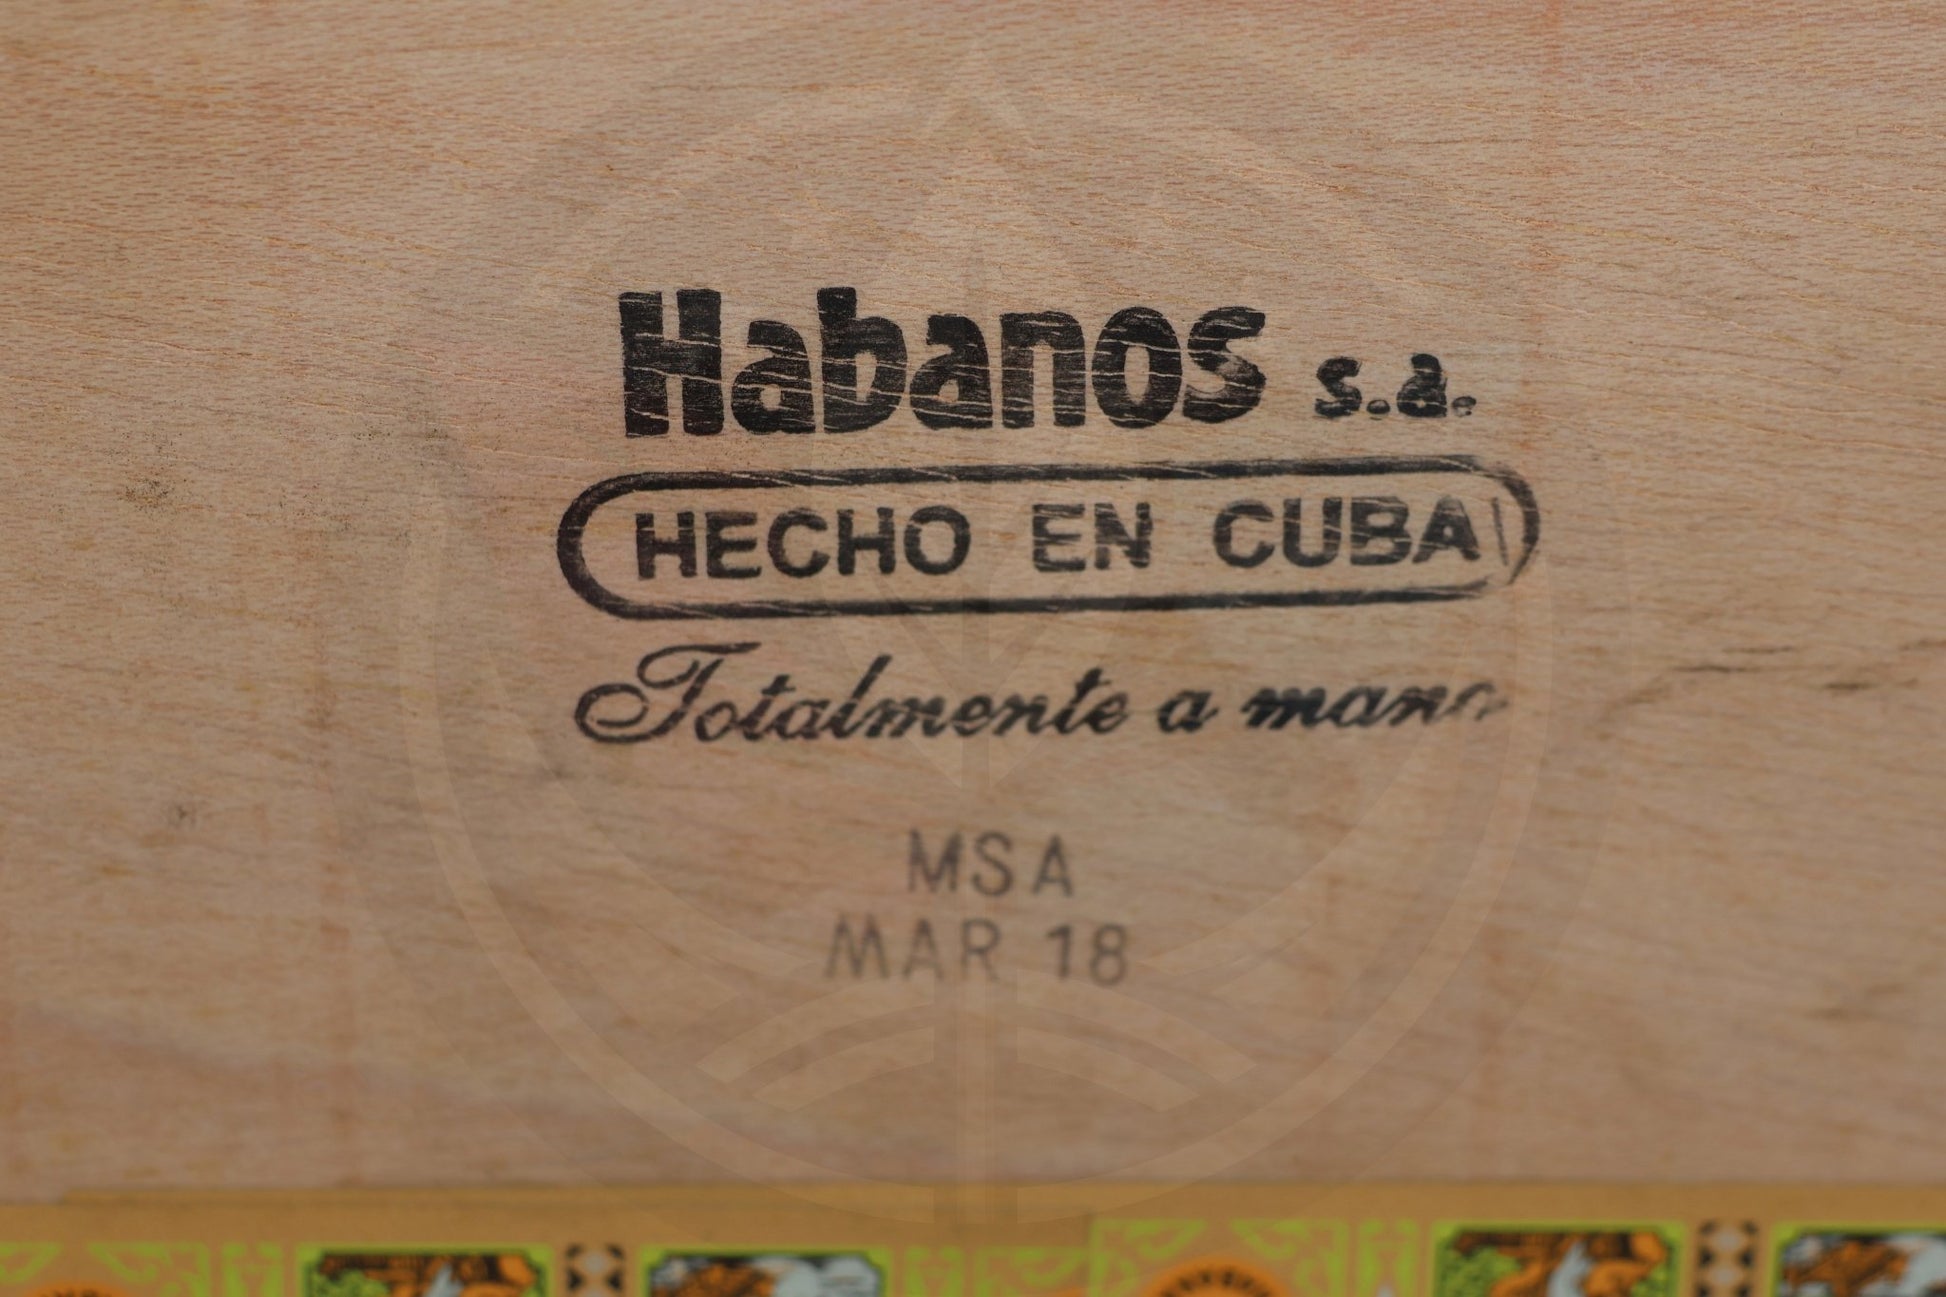 Habanos s.a.
HECHO EN CUBA
Totalmente a mano
MSA
MAR 18